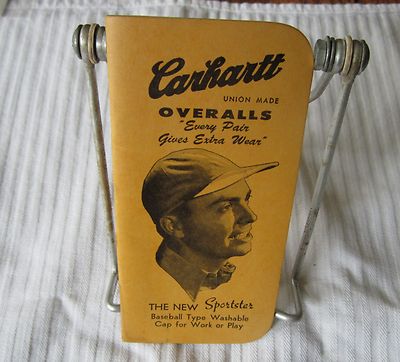 Carhartt
UNION MADE
OVERALLS
"Every Pair
Gives Extra Wear"
THE NEW Sportster
Baseball Type Washable
Cap for Work or Play